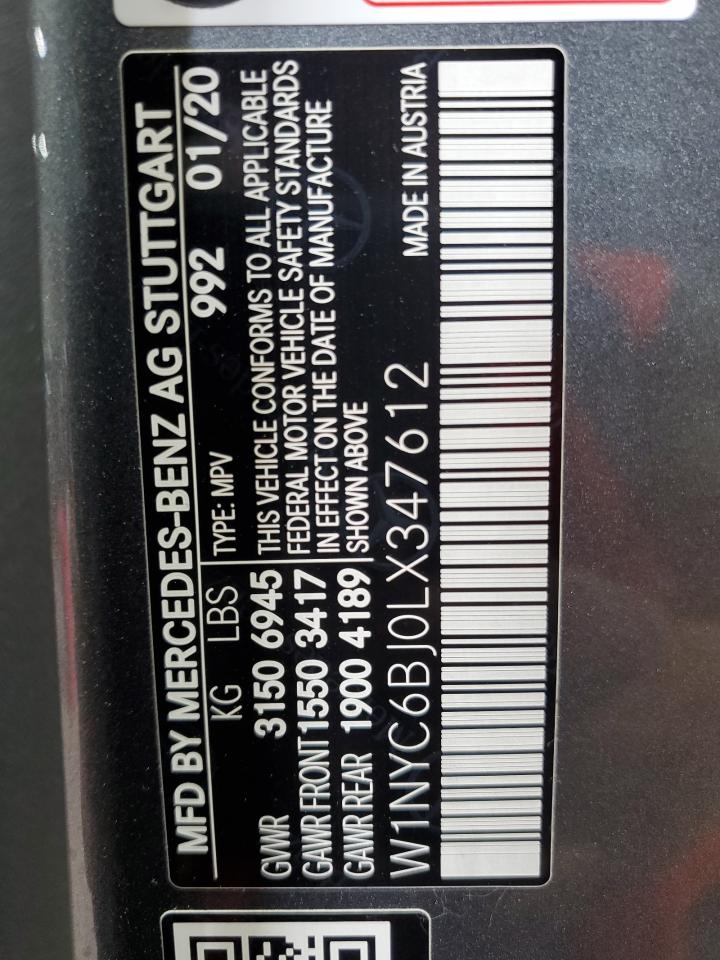 MFD BY MERCEDES-BENZ AG STUTTGART
KG LBS
GVWR 3150 6945
GAWR FRONT 1550 3417
GAWR REAR 1900 4189
992 01/20
TYPE: MPV
THIS VEHICLE CONFORMS TO ALL APPLICABLE
FEDERAL MOTOR VEHICLE SAFETY STANDARDS
IN EFFECT ON THE DATE OF MANUFACTURE
SHOWN ABOVE
W1NYC6BJ0LX347612
MADE IN AUSTRIA